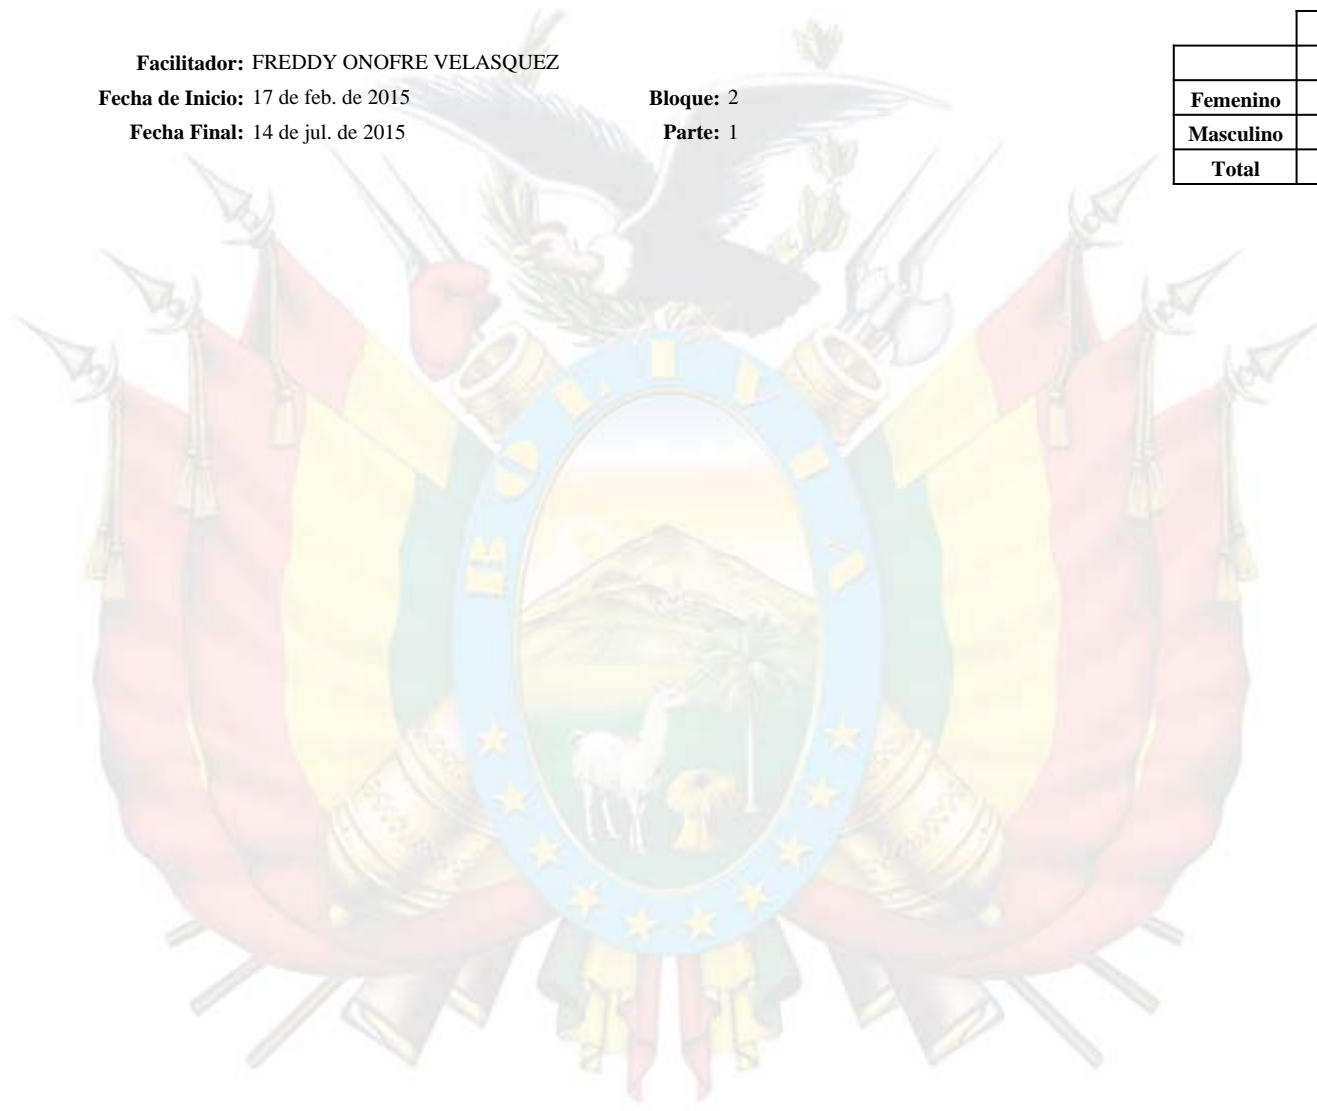 Facilitador: FREDDY ONOFRE VELASQUEZ
Fecha de Inicio: 17 de feb. de 2015 Bloque: 2
Fecha Final: 14 de jul. de 2015 Parte: 1
Femenino
Masculino
Total
BOLIVIA